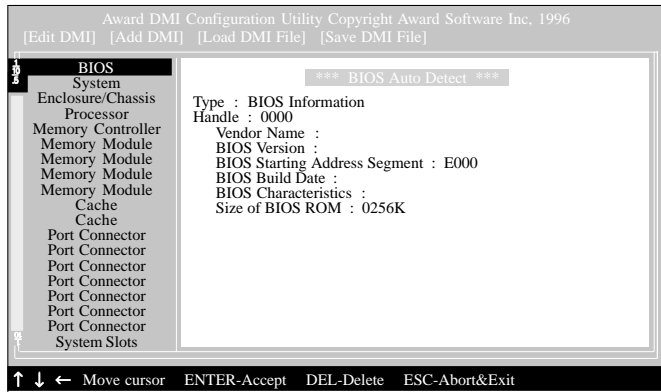 Award DMI Configuration Utility Copyright Award Software Inc, 1996
[Edit DMI] [Add DMI] [Load DMI File] [Save DMI File]
BIOS
System
Enclosure/Chassis
Processor
Memory Controller
Memory Module
Memory Module
Memory Module
Memory Module
Cache
Cache
Port Connector
Port Connector
Port Connector
Port Connector
Port Connector
Port Connector
Port Connector
System Slots
*** BIOS Auto Detect ***
Type : BIOS Information
Handle : 0000
Vendor Name :
BIOS Version :
BIOS Starting Address Segment : E000
BIOS Build Date :
BIOS Characteristics :
Size of BIOS ROM : 0256K
↑ ↓ ← Move cursor ENTER-Accept DEL-Delete ESC-Abort&Exit